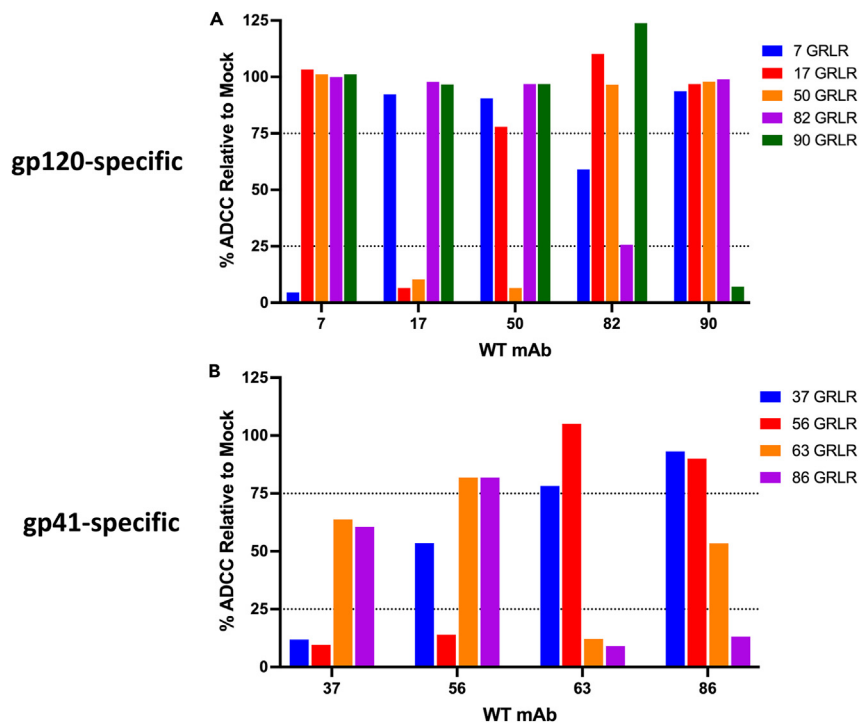 A
gp120-specific
% ADCC Relative to Mock
125
100
75
50
25
0
7
17
50
82
90
WT mAb
7 GRLR
17 GRLR
50 GRLR
82 GRLR
90 GRLR
B
gp41-specific
% ADCC Relative to Mock
125
100
75
50
25
0
37
56
63
86
WT mAb
37 GRLR
56 GRLR
63 GRLR
86 GRLR